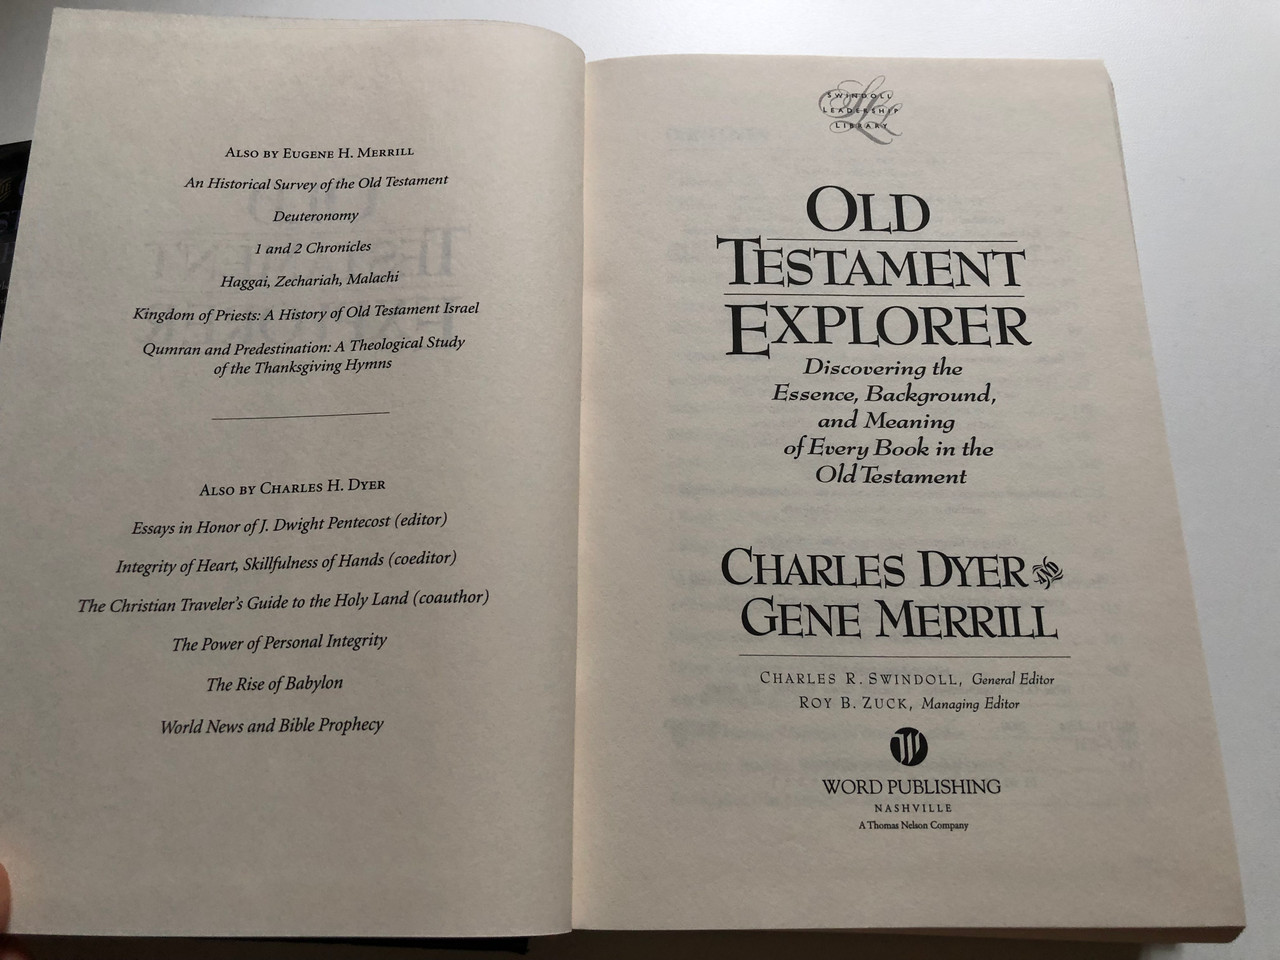 Also by Eugene H. Merrill
An Historical Survey of the Old Testament
Deuteronomy
1 and 2 Chronicles
Haggai, Zechariah, Malachi
Kingdom of Priests: A History of Old Testament Israel
Qumran and Predestination: A Theological Study
of the Thanksgiving Hymns
Also by Charles H. Dyer
Essays in Honor of J. Dwight Pentecost (editor)
Integrity of Heart, Skillfulness of Hands (coeditor)
The Christian Traveler's Guide to the Holy Land (coauthor)
The Power of Personal Integrity
The Rise of Babylon
World News and Bible Prophecy
SWINDOLL
LEADERSHIP
LIBRARY
OLD
TESTAMENT
EXPLORER
Discovering the
Essence, Background,
and Meaning
of Every Book in the
Old Testament
CHARLES DYER AND
GENE MERRILL
CHARLES R. SWINDOLL, General Editor
ROY B. ZUCK, Managing Editor
W
WORD PUBLISHING
NASHVILLE
A Thomas Nelson Company